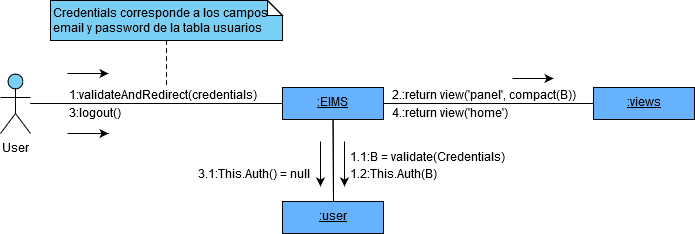 Credentials corresponde a los campos
email y password de la tabla usuarios
1:validateAndRedirect(credentials)
3:logout()
User
:EIMS
2.:return view('panel', compact(B))
4.:return view('home')
:views
3.1:This.Auth() = null
1.1:B = validate(Credentials)
1.2:This.Auth(B)
:user